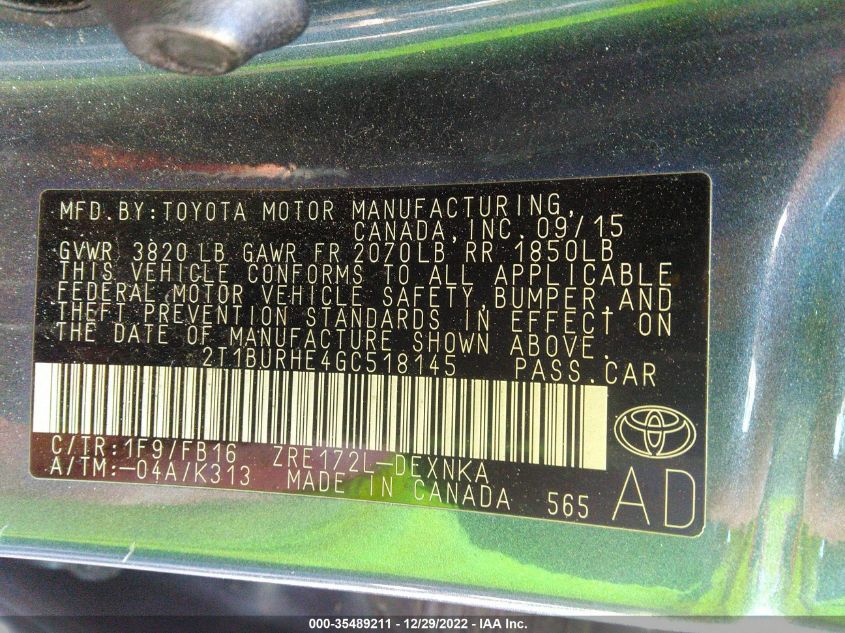 MFD.BY:TOYOTA MOTOR MANUFACTURING,
CANADA,INC.09/15
GVWR 3820 LB GAWR FR 2070LB RR 1850LB
THIS VEHICLE CONFORMS TO ALL APPLICABLE
FEDERAL MOTOR VEHICLE SAFETY,BUMPER,AND
THEFT PREVENTION STANDARDS IN EFFECT ON
THE DATE OF MANUFACTURE SHOWN ABOVE.
2T1BURHE4GC518145 PASS.CAR
C/TR:1F9/FB16 ZRE172L-DEXNKA
A/TM:-04A/K313 MADE IN CANADA 565
AD
000-35489211 - 12/29/2022 - IAA Inc.